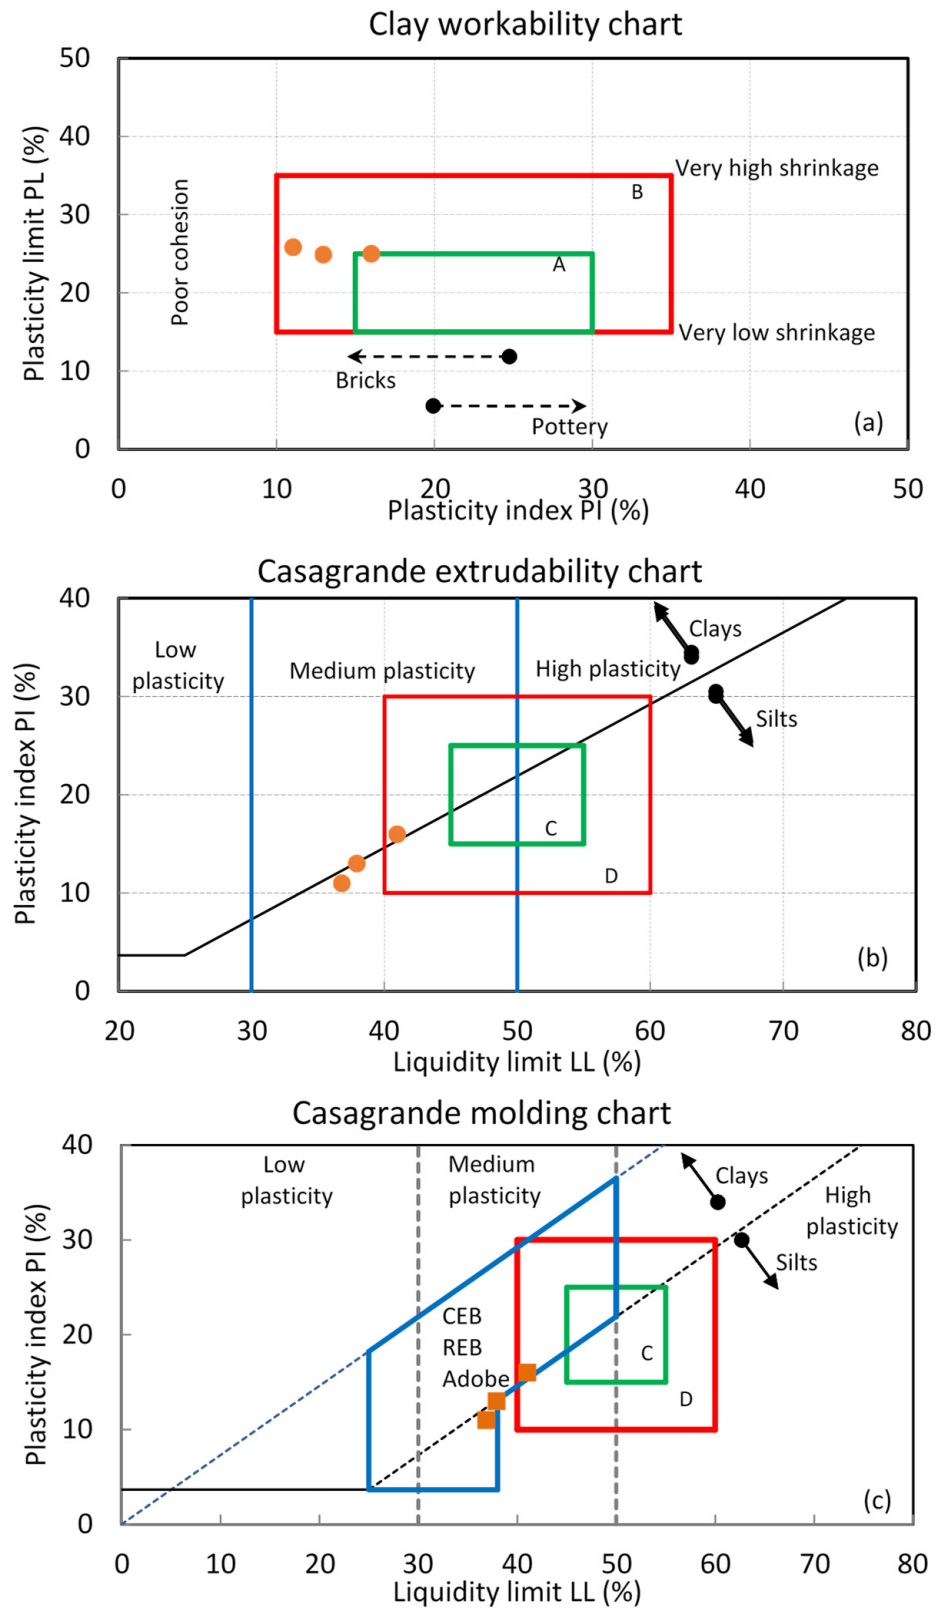 Clay workability chart
50
40
30
20
10
0
Plasticity limit PL (%)
Poor cohesion
Very high shrinkage
B
A
Very low shrinkage
Bricks
Pottery
(a)
0 10 20 30 40 50
Plasticity index PI (%)
Casagrande extrudability chart
40
30
20
10
0
Plasticity index PI (%)
Low
plasticity
Medium plasticity
High plasticity
Clays
Silts
C
D
(b)
20 30 40 50 60 70 80
Liquidity limit LL (%)
Casagrande molding chart
40
30
20
10
0
Plasticity index PI (%)
Low
plasticity
Medium
plasticity
High
plasticity
Clays
Silts
CEB
REB
Adobe
C
D
(c)
0 10 20 30 40 50 60 70 80
Liquidity limit LL (%)